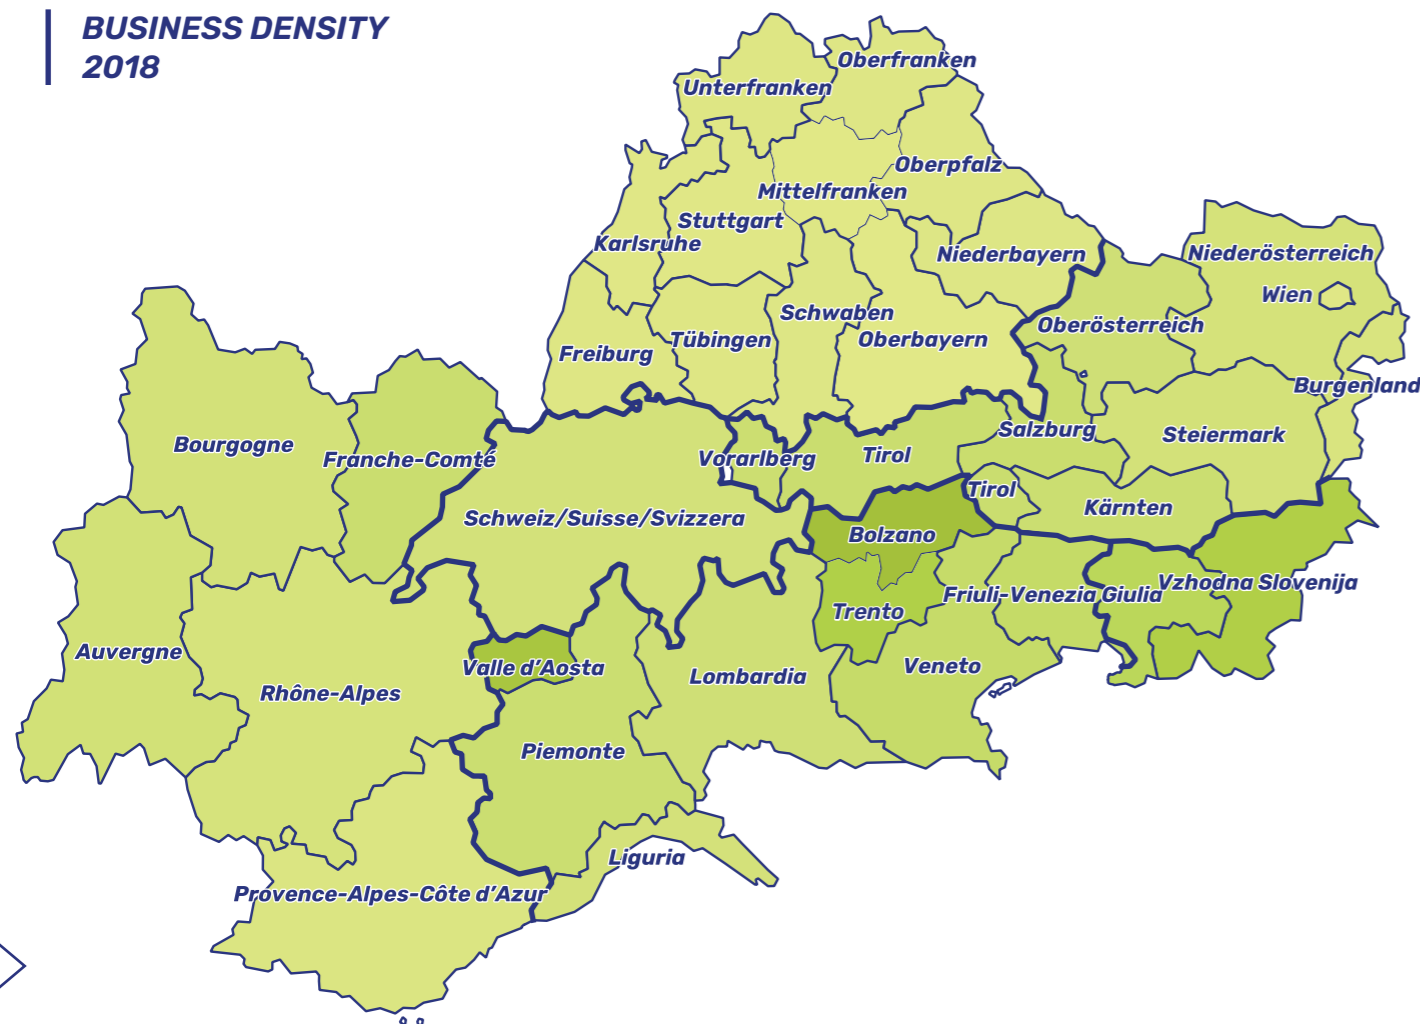 BUSINESS DENSITY
2018
Oberfranken
Unterfranken
Oberpfalz
Mittelfranken
Stuttgart
Karlsruhe
Niederbayern
Niederösterreich
Wien
Schwaben
Oberösterreich
Tübingen
Oberbayern
Freiburg
Burgenland
Salzburg
Steiermark
Bourgogne
Franche-Comté
Vorarlberg
Tirol
Tirol
Kärnten
Schweiz/Suisse/Svizzera
Bolzano
Vzhodna Slovenija
Friuli-Venezia Giulia
Trento
Auvergne
Valle d'Aosta
Veneto
Lombardia
Rhône-Alpes
Piemonte
Liguria
Provence-Alpes-Côte d'Azur